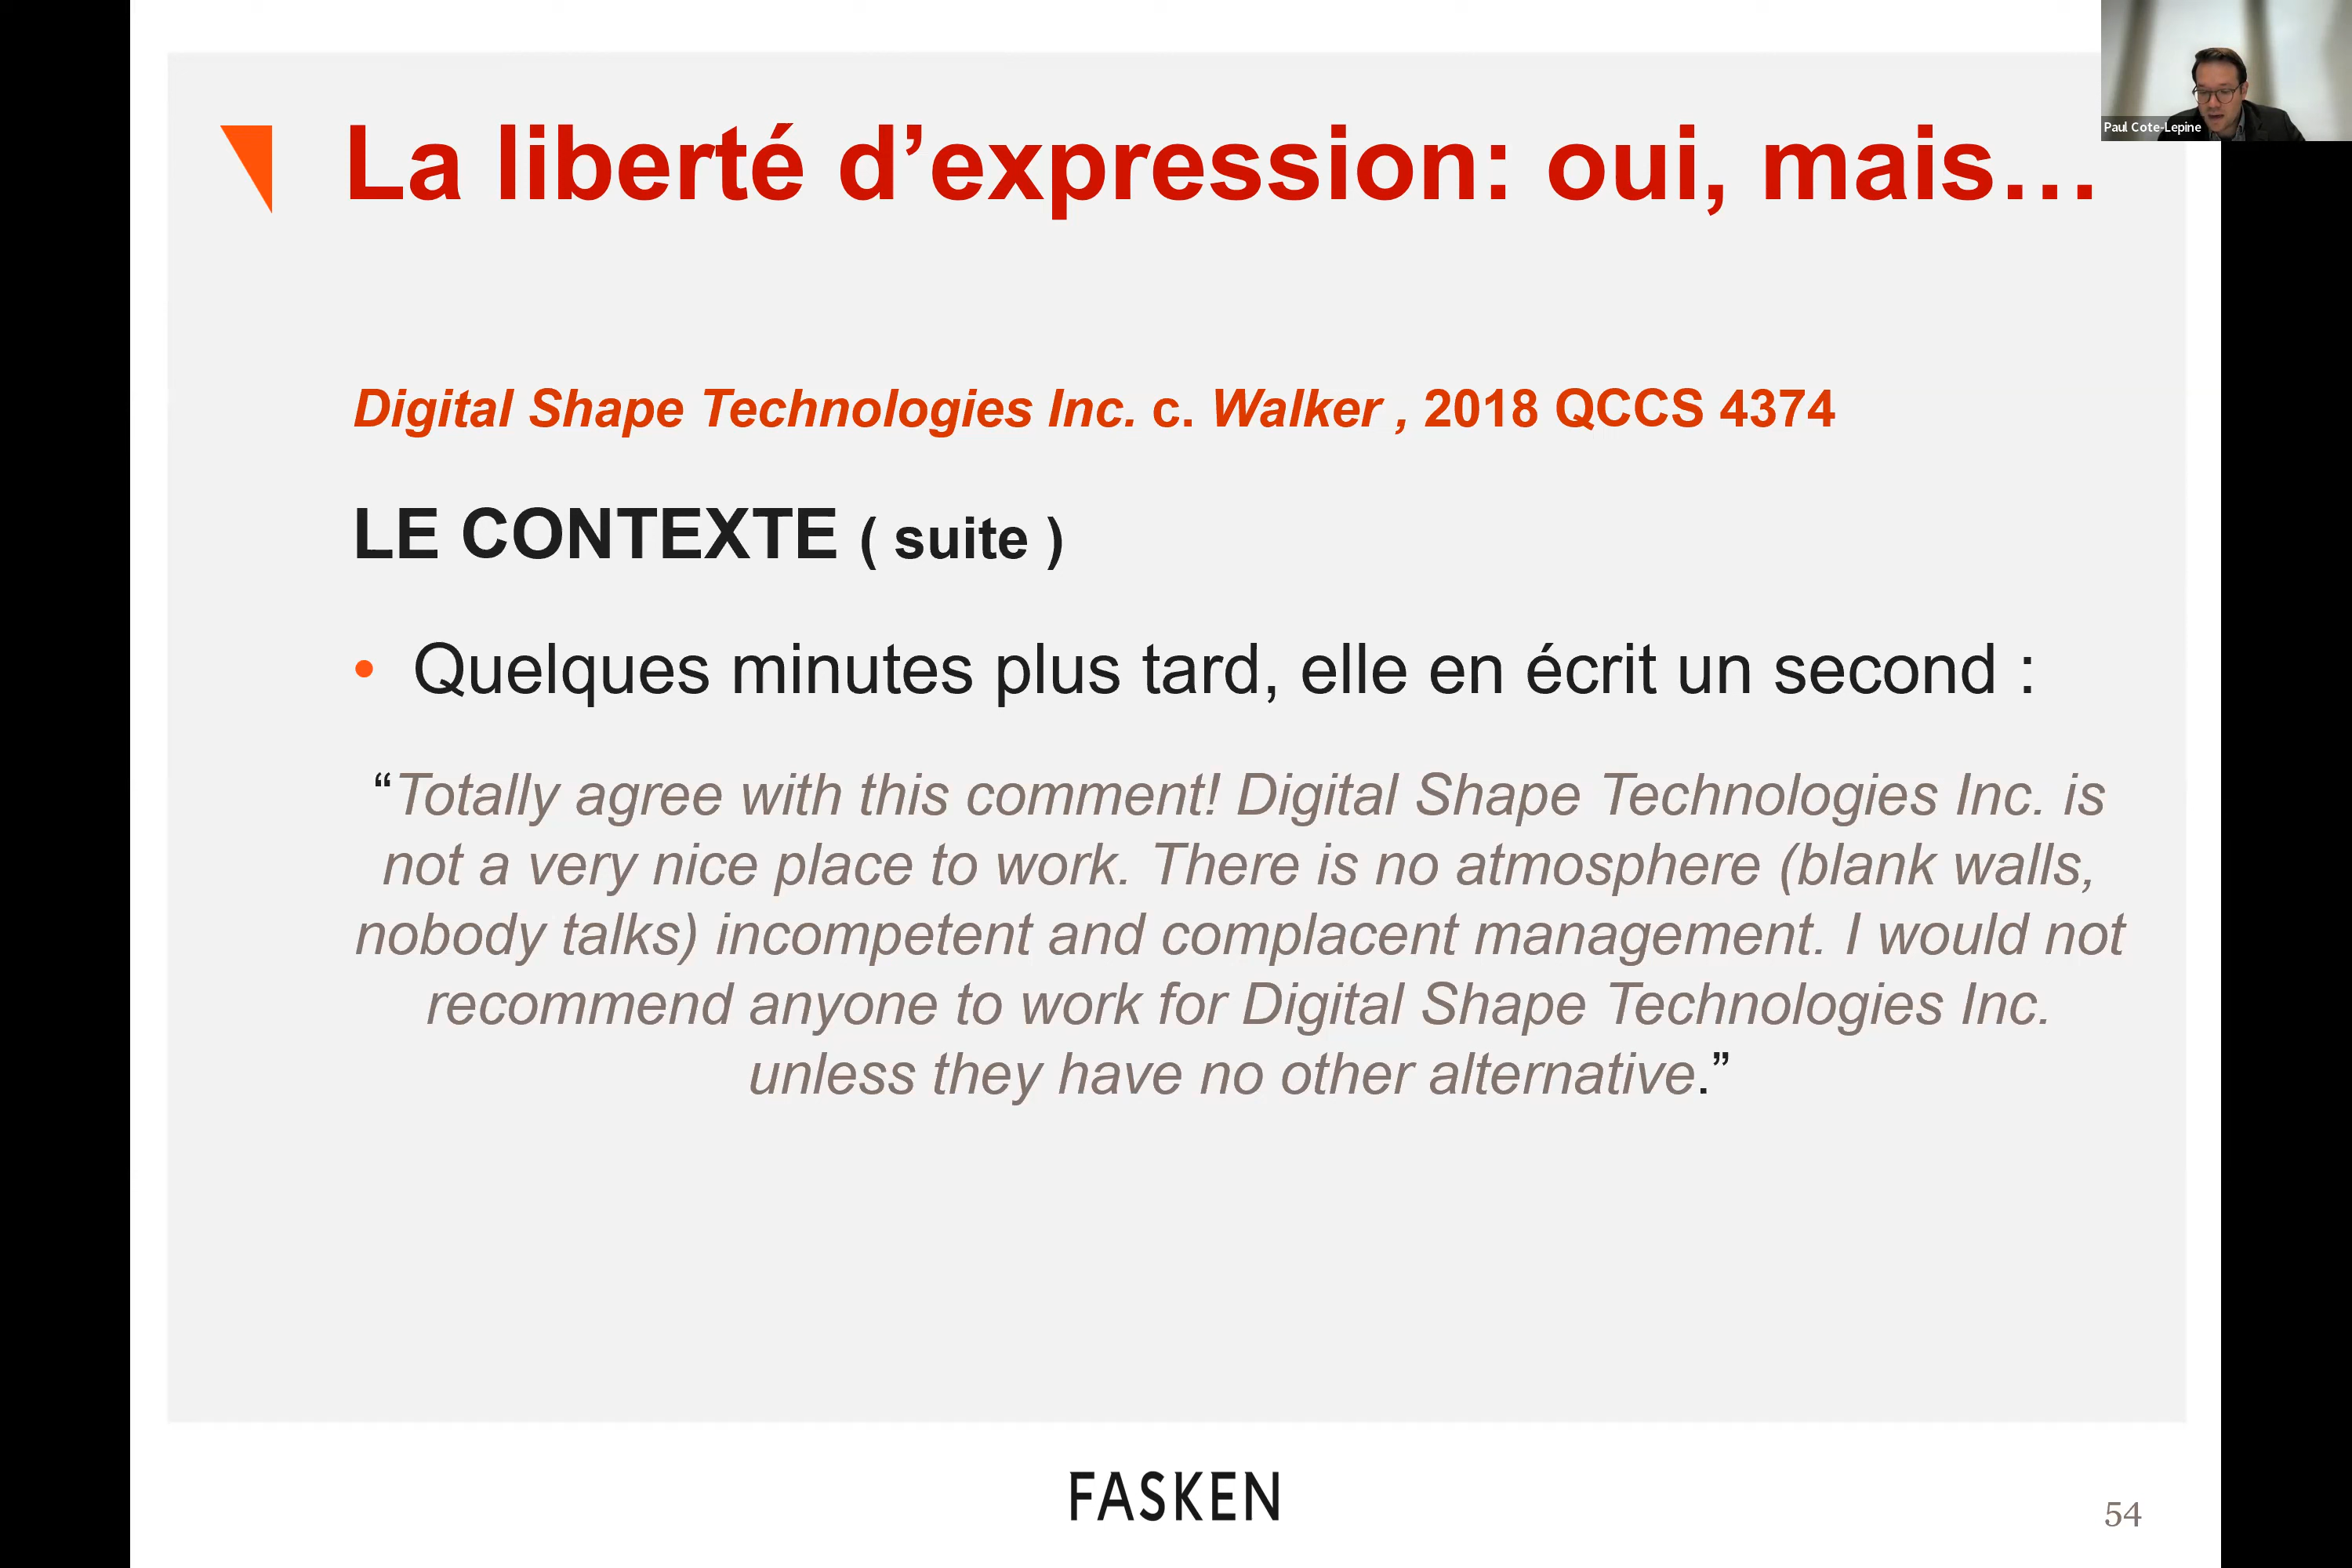 La liberté d’expression: oui, mais…
Paul Cote-Lepine
Digital Shape Technologies Inc. c. Walker , 2018 QCCS 4374
LE CONTEXTE ( suite )
• Quelques minutes plus tard, elle en écrit un second :
“Totally agree with this comment! Digital Shape Technologies Inc. is
not a very nice place to work. There is no atmosphere (blank walls,
nobody talks) incompetent and complacent management. I would not
recommend anyone to work for Digital Shape Technologies Inc.
unless they have no other alternative.”
FASKEN
54